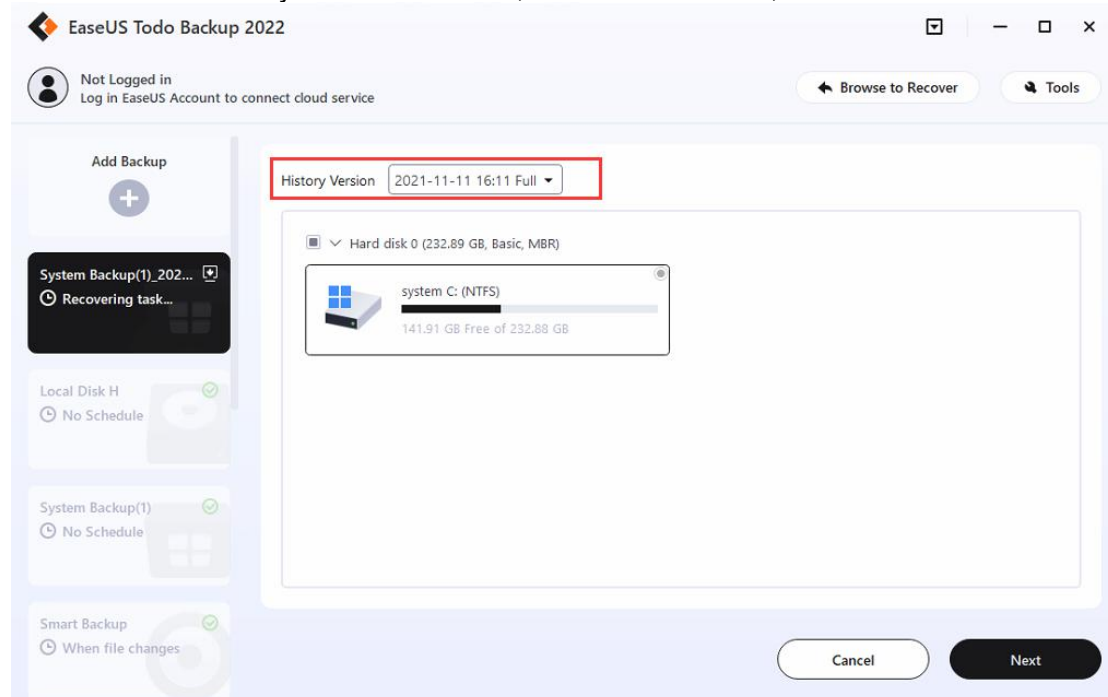 EaseUS Todo Backup 2022
Not Logged in
Log in EaseUS Account to connect cloud service
Browse to Recover
Tools
Add Backup
History Version 2021-11-11 16:11 Full
Hard disk 0 (232.89 GB, Basic, MBR)
system C: (NTFS)
141.91 GB Free of 232.88 GB
System Backup(1)_202...
Recovering task...
Local Disk H
No Schedule
System Backup(1)
No Schedule
Smart Backup
When file changes
Cancel
Next